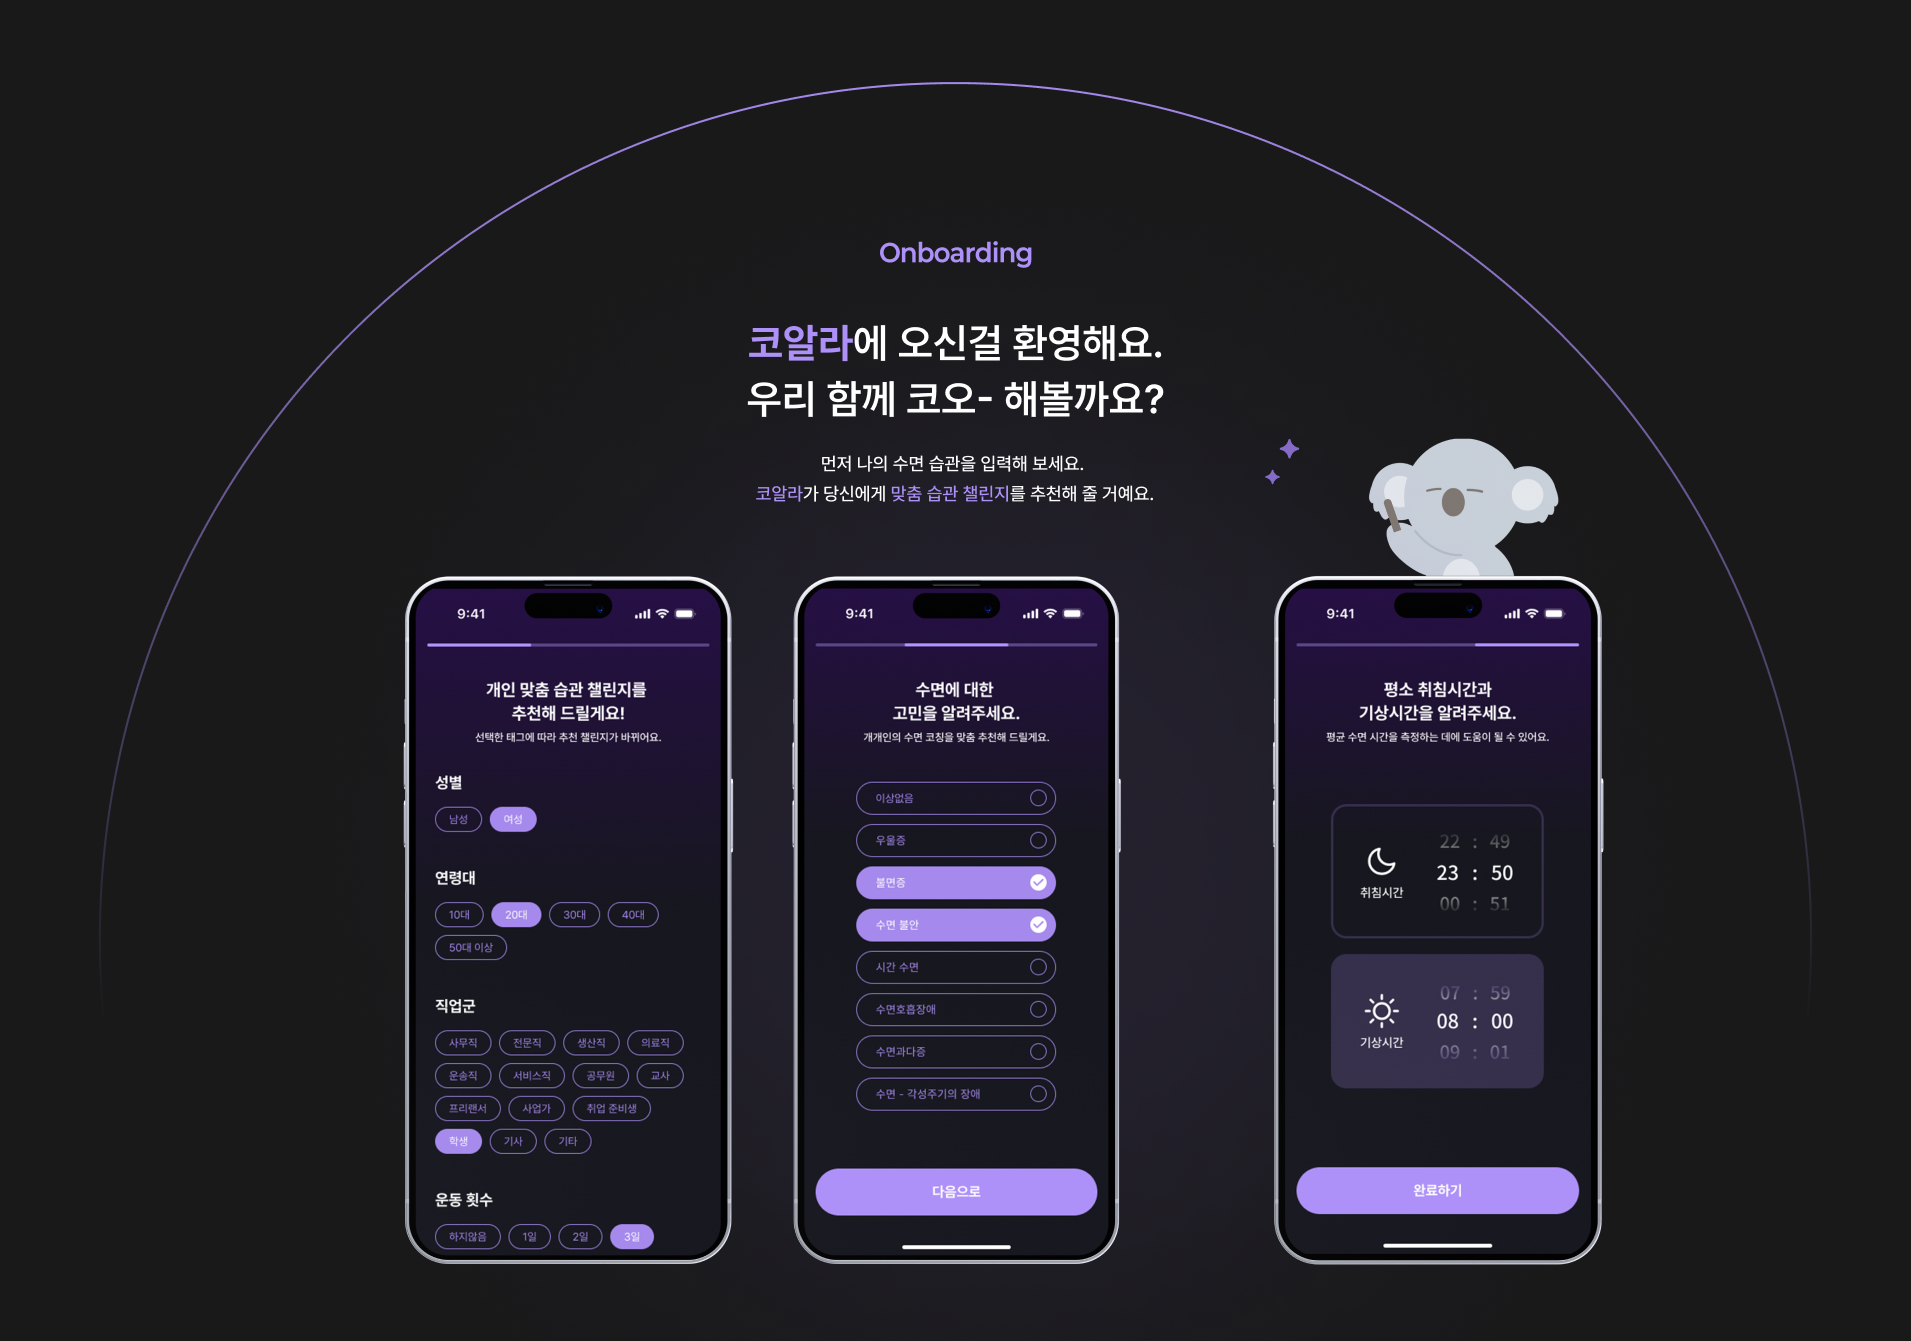 Onboarding
코알라에 오신걸 환영해요.
우리 함께 코오- 해볼까요?
먼저 나의 수면 습관을 입력해 보세요.
코알라가 당신에게 맞춤 습관 챌린지를 추천해 줄 거예요.
9:41
개인 맞춤 습관 챌린지를
추천해 드릴게요!
선택한 태그에 따라 추천 챌린지가 바뀌어요.
성별
남성 여성
연령대
10대 20대 30대 40대
50대 이상
직업군
사무직 전문직 생산직 의료직
운송직 서비스직 공무원 교사
프리랜서 사업가 취업 준비생
학생 기사 기타
운동 횟수
하지않음 1일 2일 3일
9:41
수면에 대한
고민을 알려주세요.
개개인의 수면 코칭을 맞춤 추천해 드릴게요.
이상없음
우울증
불면증
수면 불안
시간 수면
수면호흡장애
수면과다증
수면 - 각성주기의 장애
다음으로
9:41
평소 취침시간과
기상시간을 알려주세요.
평균 수면 시간을 측정하는 데에 도움이 될 수 있어요.
22 : 49
23 : 50
취침시간
00 : 51
07 : 59
08 : 00
기상시간
09 : 01
완료하기